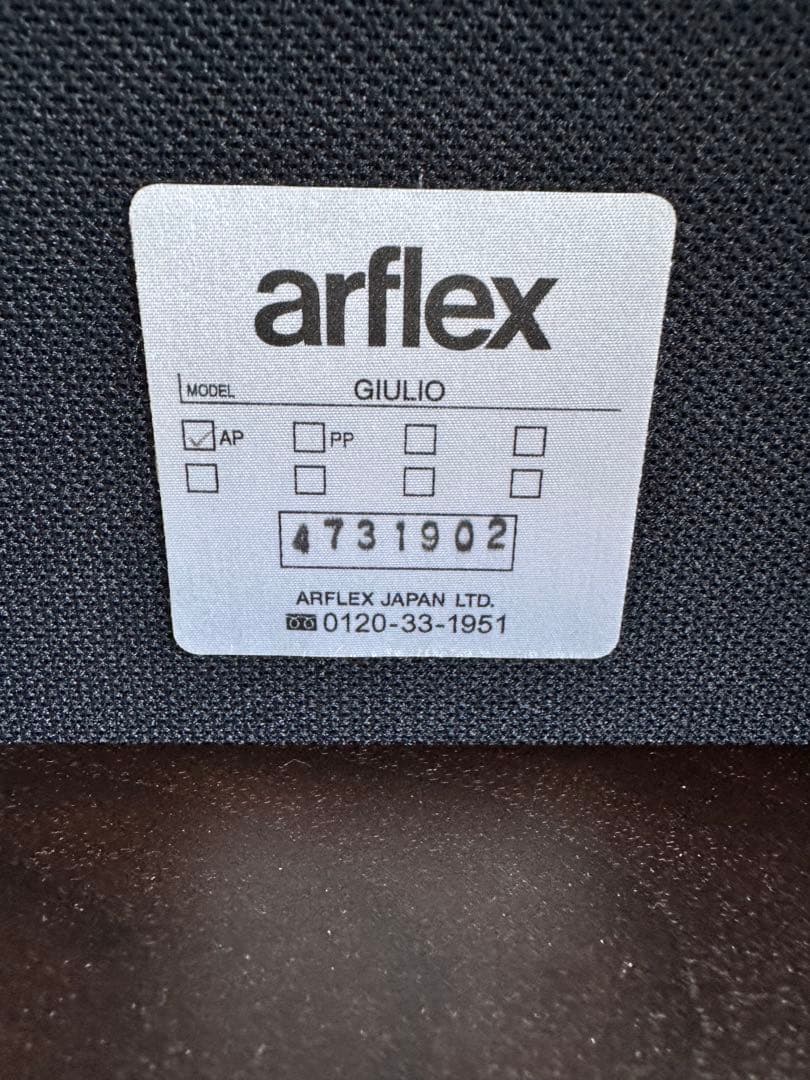 arflex
MODEL GIULIO
AP PP
4731902
ARFLEX JAPAN LTD.
0120-33-1951